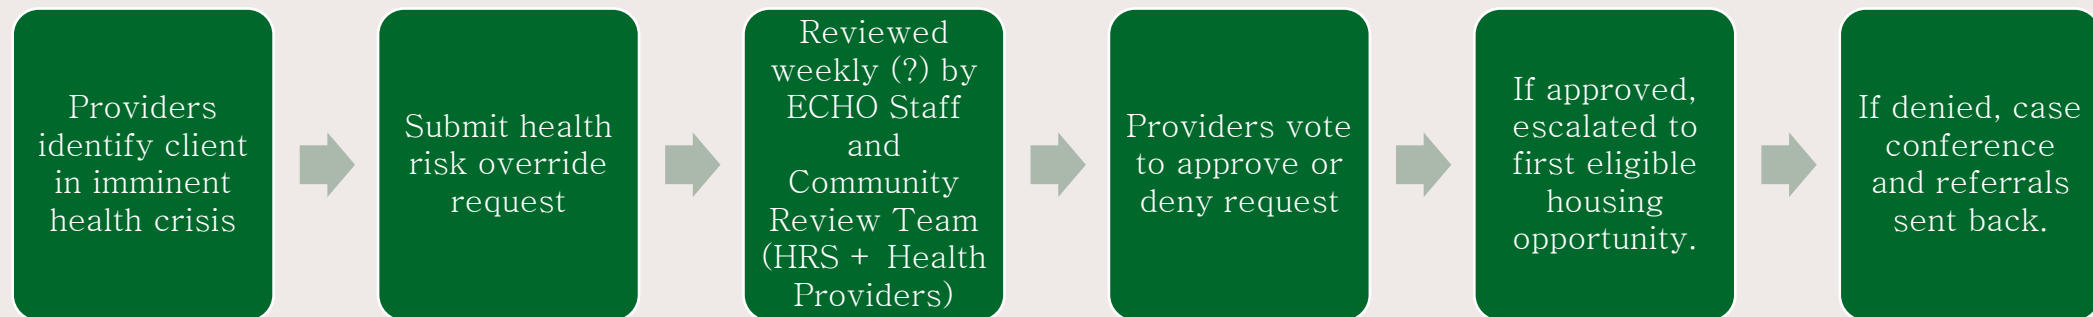 Providers
identify client
in imminent
health crisis
Submit health
risk override
request
Reviewed
weekly (?) by
ECHO Staff
and
Community
Review Team
(HRS + Health
Providers)
Providers vote
to approve or
deny request
If approved,
escalated to
first eligible
housing
opportunity.
If denied, case
conference
and referrals
sent back.